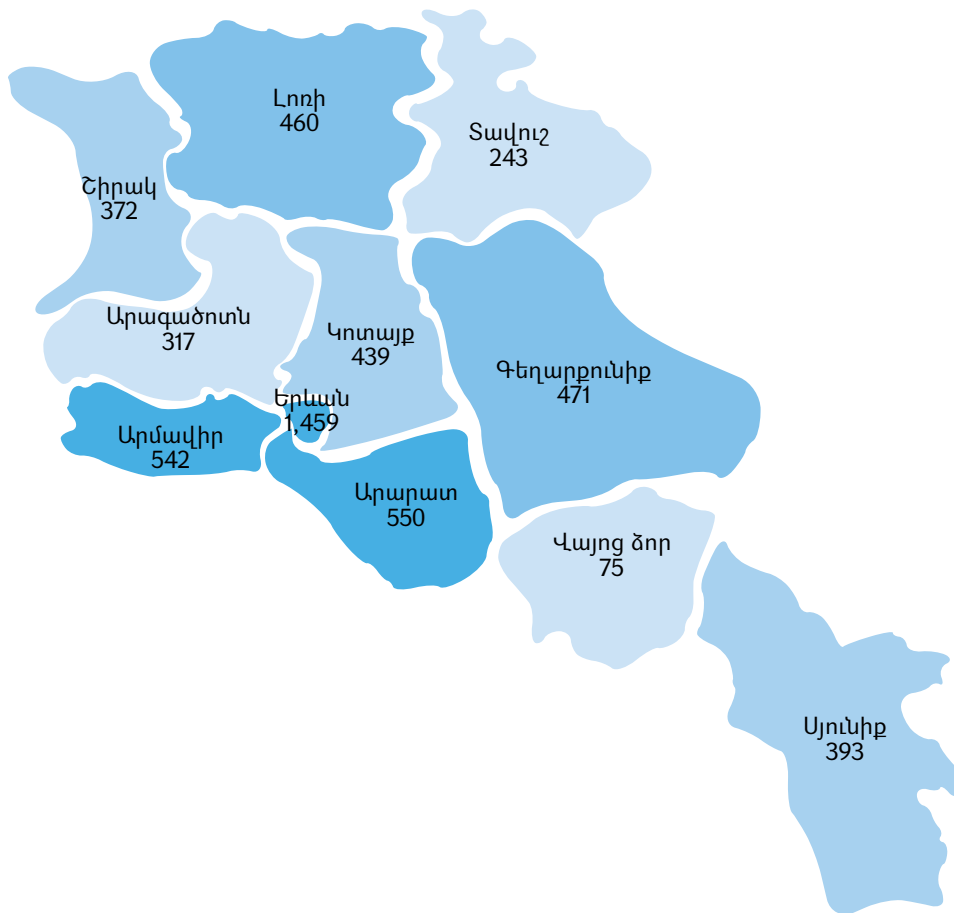 Լոռի
460
Տավուշ
243
Շիրակ
372
Արագածոտն
317
Կոտայք
439
Գեղարքունիք
471
Երևան
1,459
Արմավիր
542
Արարատ
550
Վայոց ձոր
75
Սյունիք
393